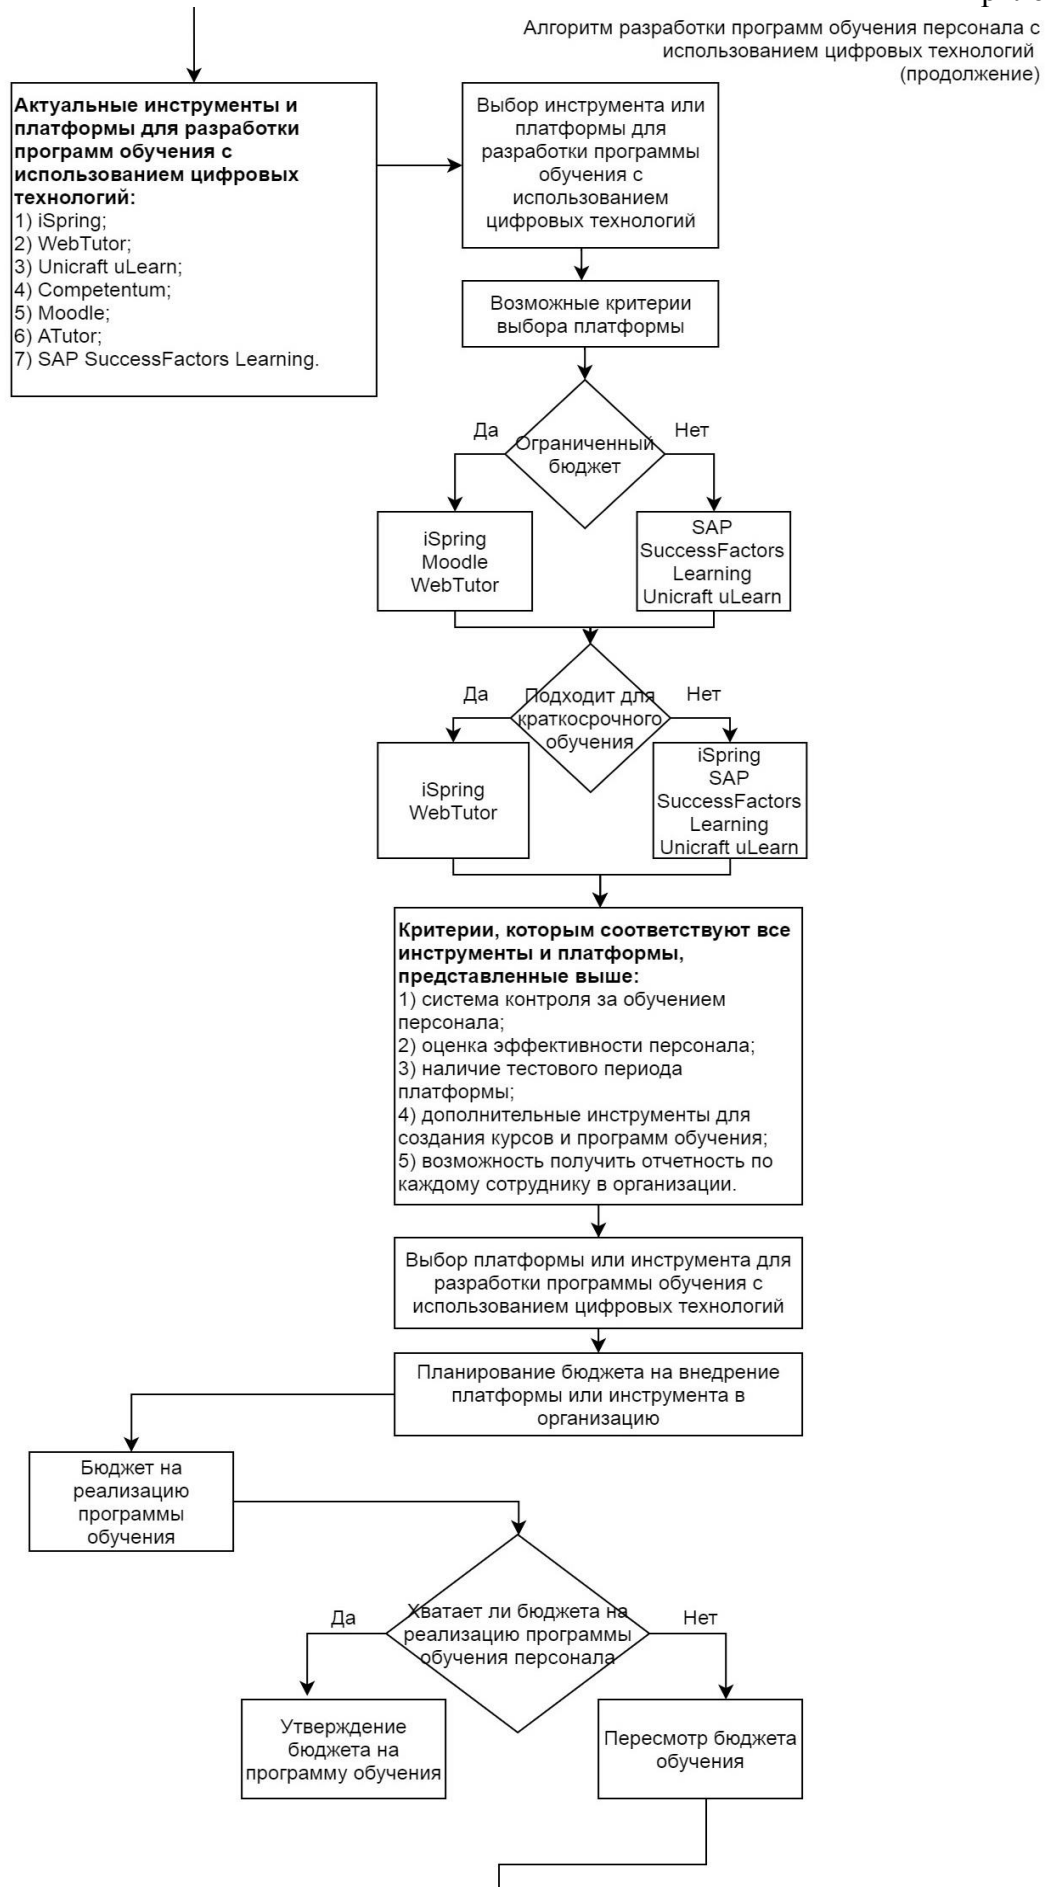 Алгоритм разработки программ обучения персонала с
использованием цифровых технологий
(продолжение)
Актуальные инструменты и
платформы для разработки
программ обучения с
использованием цифровых
технологий:
1) iSpring;
2) WebTutor;
3) Unicraft uLearn;
4) Competentum;
5) Moodle;
6) ATutor;
7) SAP SuccessFactors Learning.
Выбор инструмента или
платформы для
разработки программы
обучения с
использованием
цифровых технологий
Возможные критерии
выбора платформы
Да
Ограниченный
бюджет
Нет
iSpring
Moodle
WebTutor
SAP
SuccessFactors
Learning
Unicraft uLearn
Да
Подходит для
краткосрочного
обучения
Нет
iSpring
WebTutor
iSpring
SAP
SuccessFactors
Learning
Unicraft uLearn
Критерии, которым соответствуют все
инструменты и платформы,
представленные выше:
1) система контроля за обучением
персонала;
2) оценка эффективности персонала;
3) наличие тестового периода
платформы;
4) дополнительные инструменты для
создания курсов и программ обучения;
5) возможность получить отчетность по
каждому сотруднику в организации.
Выбор платформы или инструмента для
разработки программы обучения с
использованием цифровых технологий
Планирование бюджета на внедрение
платформы или инструмента в
организацию
Бюджет на
реализацию
программы
обучения
Да
Хватает ли бюджета на
реализацию программы
обучения персонала
Нет
Утверждение
бюджета на
программу обучения
Пересмотр бюджета
обучения